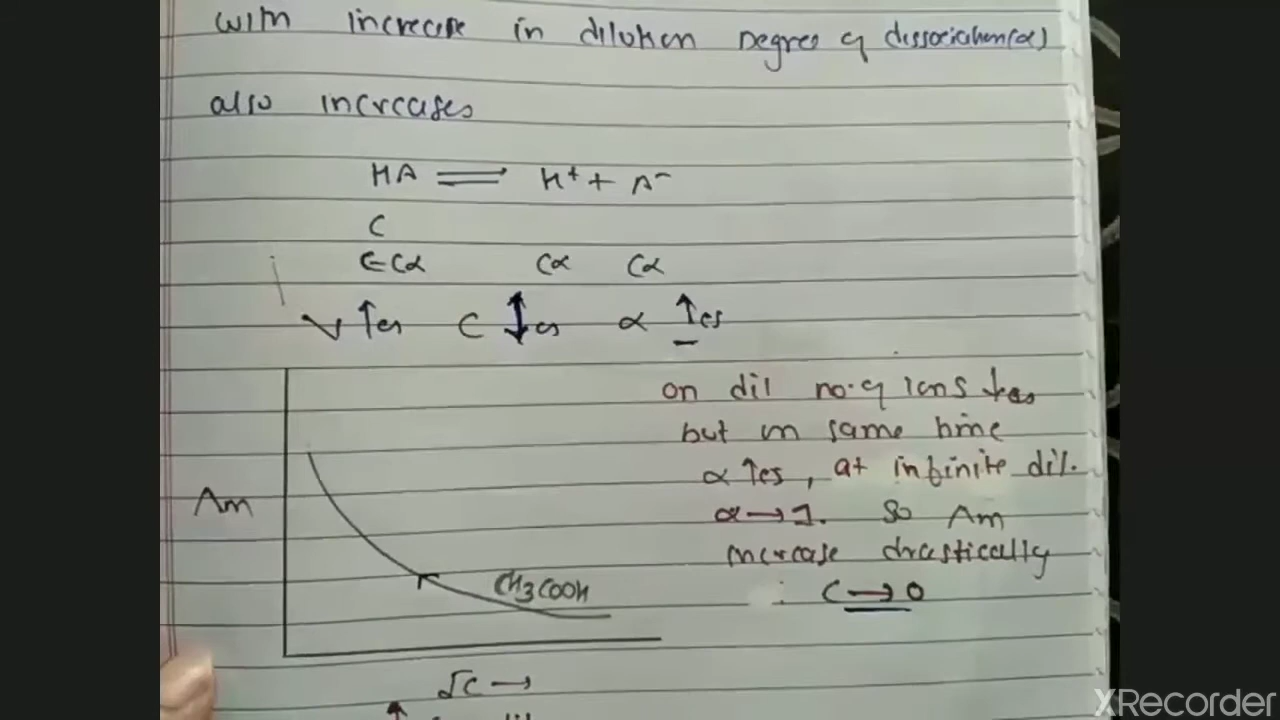 with increase in dilution Degree of dissociation(α)
also increases
HA ⇌ H⁺ + A⁻
C
C-Cα Cα Cα
V ↑es C ↓es α ↑es
on dil no. of ions ↓es
but in same time
α ↑es, at infinite dil.
α → 1. So Λm
increase drastically
C → 0
Λm
CH3COOH
√C →
dil
XRecorder